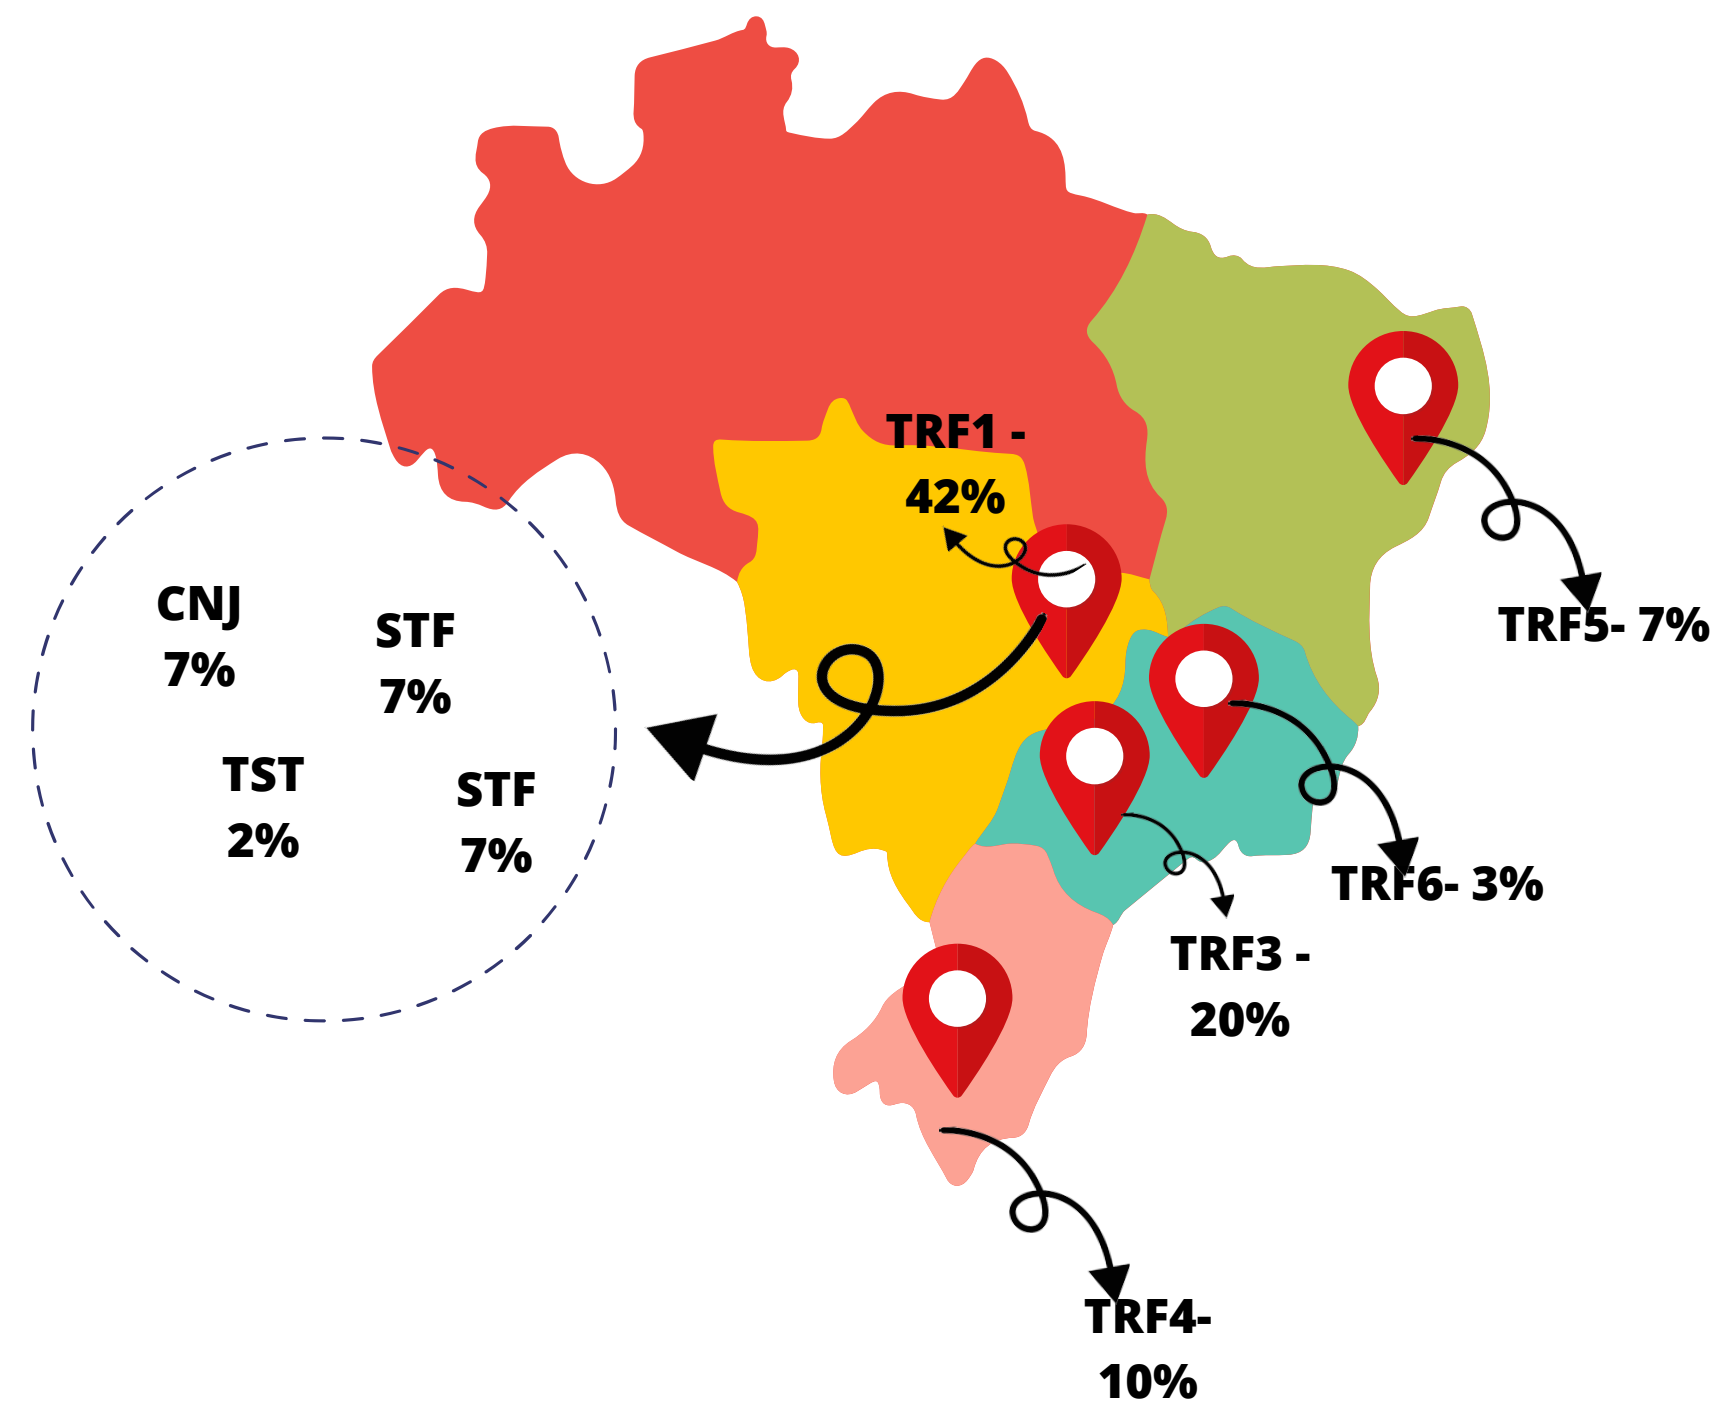 TRF1 -
42%
TRF5- 7%
CNJ
7%
STF
7%
TST
2%
STF
7%
TRF6- 3%
TRF3 -
20%
TRF4-
10%